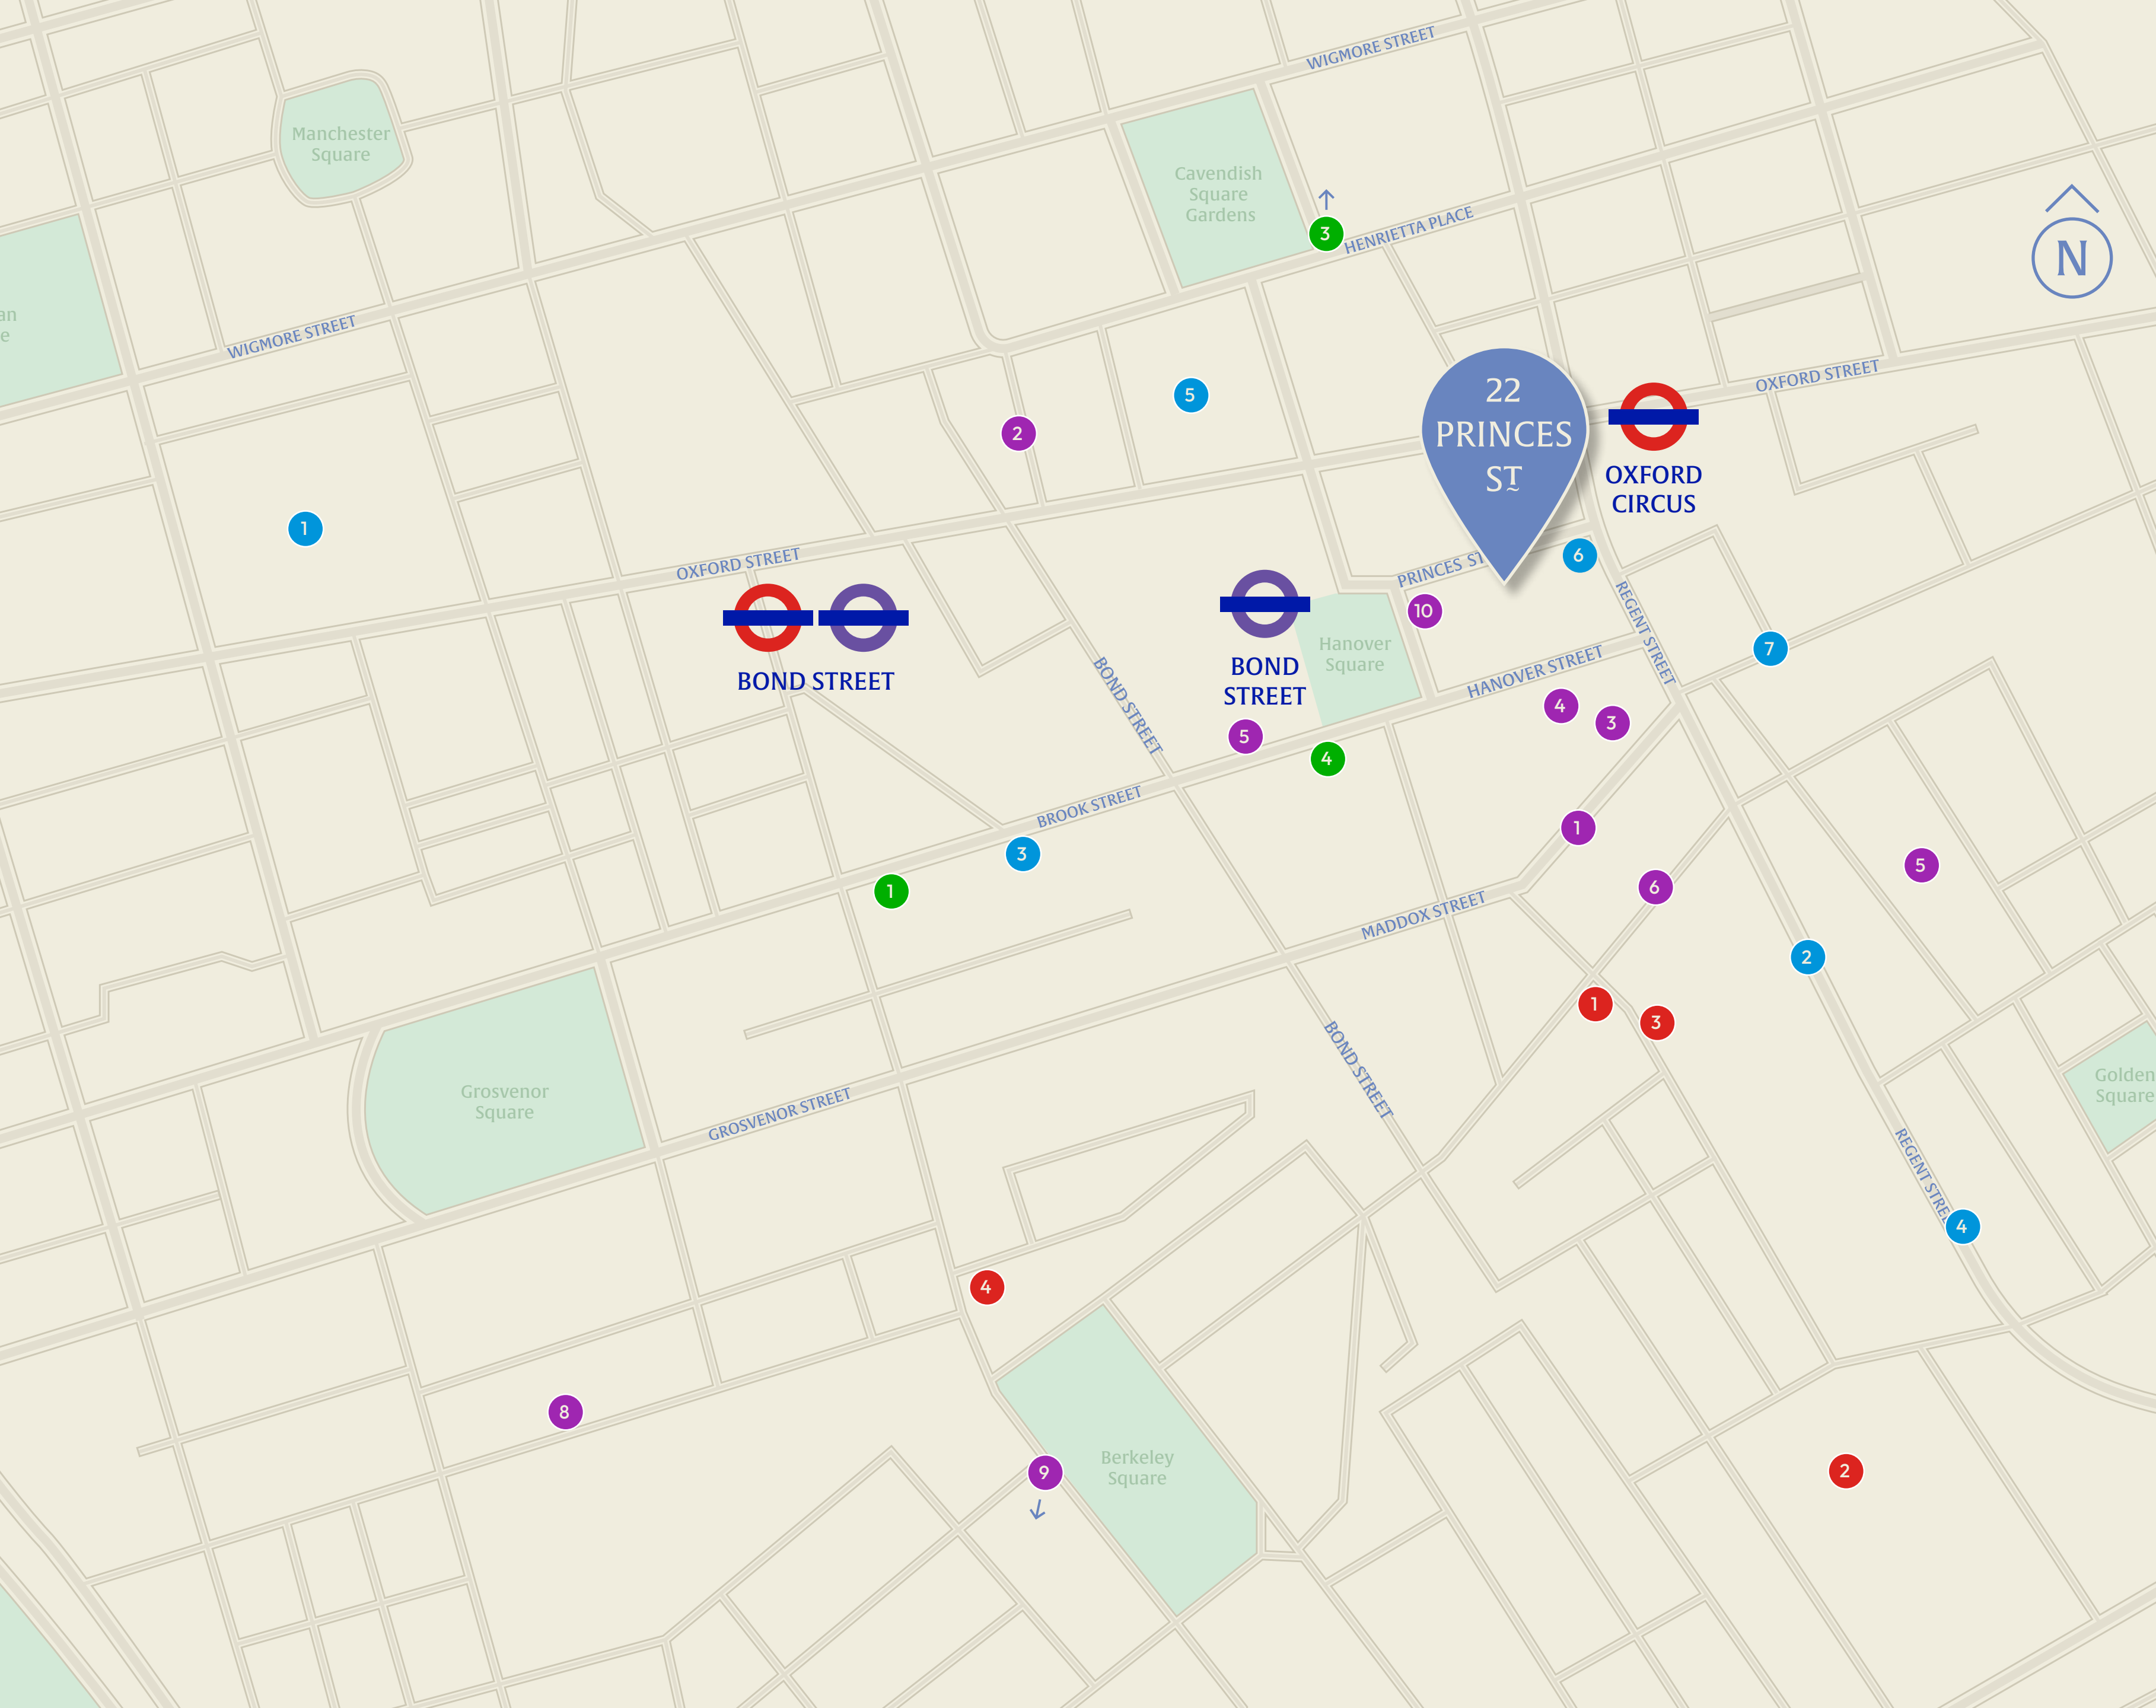 WIGMORE STREET
Manchester
Square
Cavendish
Square
Gardens
3
HENRIETTA PLACE
N
an
e
WIGMORE STREET
22
PRINCES
ST
OXFORD STREET
5
2
OXFORD
CIRCUS
1
OXFORD STREET
PRINCES ST
6
10
REGENT STREET
BOND STREET
BOND
STREET
Hanover
Square
HANOVER STREET
7
BOND STREET
4
3
5
4
BROOK STREET
1
3
5
1
6
MADDOX STREET
2
1
3
BOND STREET
Grosvenor
Square
GROSVENOR STREET
Golden
Square
REGENT STREE
4
4
8
Berkeley
Square
9
2